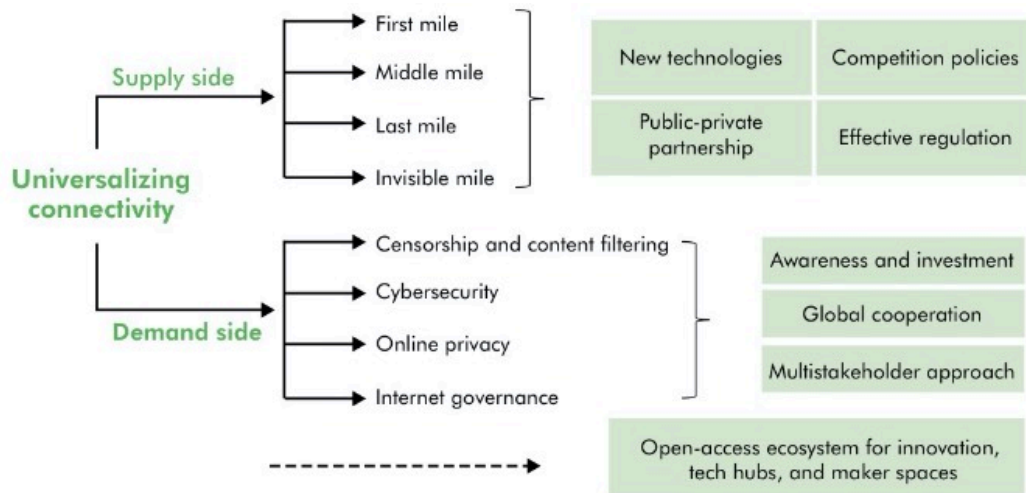 First mile
Supply side
Middle mile
Last mile
Invisible mile
New technologies
Competition policies
Public-private
partnership
Effective regulation
Universalizing
connectivity
Censorship and content filtering
Cybersecurity
Demand side
Online privacy
Internet governance
Awareness and investment
Global cooperation
Multistakeholder approach
Open-access ecosystem for innovation,
tech hubs, and maker spaces